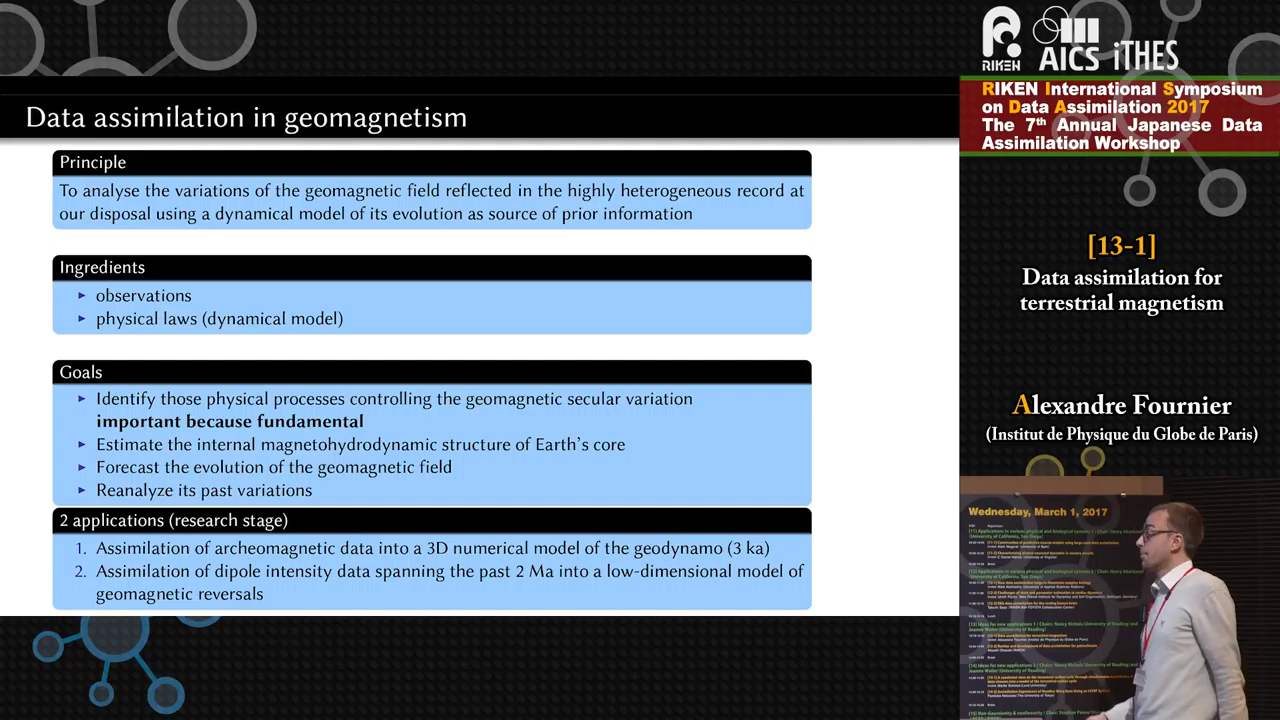 Data assimilation in geomagnetism
Principle
To analyse the variations of the geomagnetic field reflected in the highly heterogeneous record at
our disposal using a dynamical model of its evolution as source of prior information
Ingredients
▸ observations
▸ physical laws (dynamical model)
Goals
▸ Identify those physical processes controlling the geomagnetic secular variation
important because fundamental
▸ Estimate the internal magnetohydrodynamic structure of Earth's core
▸ Forecast the evolution of the geomagnetic field
▸ Reanalyze its past variations
2 applications (research stage)
1. Assimilation of archeomagnetic data into a 3D numerical model of the geodynamo (3 ka)
2. Assimilation of dipole intensity data spanning the past 2 Ma into a low-dimensional model of
geomagnetic reversals
RIKEN AICS iTHES
RIKEN International Symposium
on Data Assimilation 2017
The 7th Annual Japanese Data
Assimilation Workshop
[13-1]
Data assimilation for
terrestrial magnetism
Alexandre Fournier
(Institut de Physique du Globe de Paris)
Wednesday, March 1, 2017